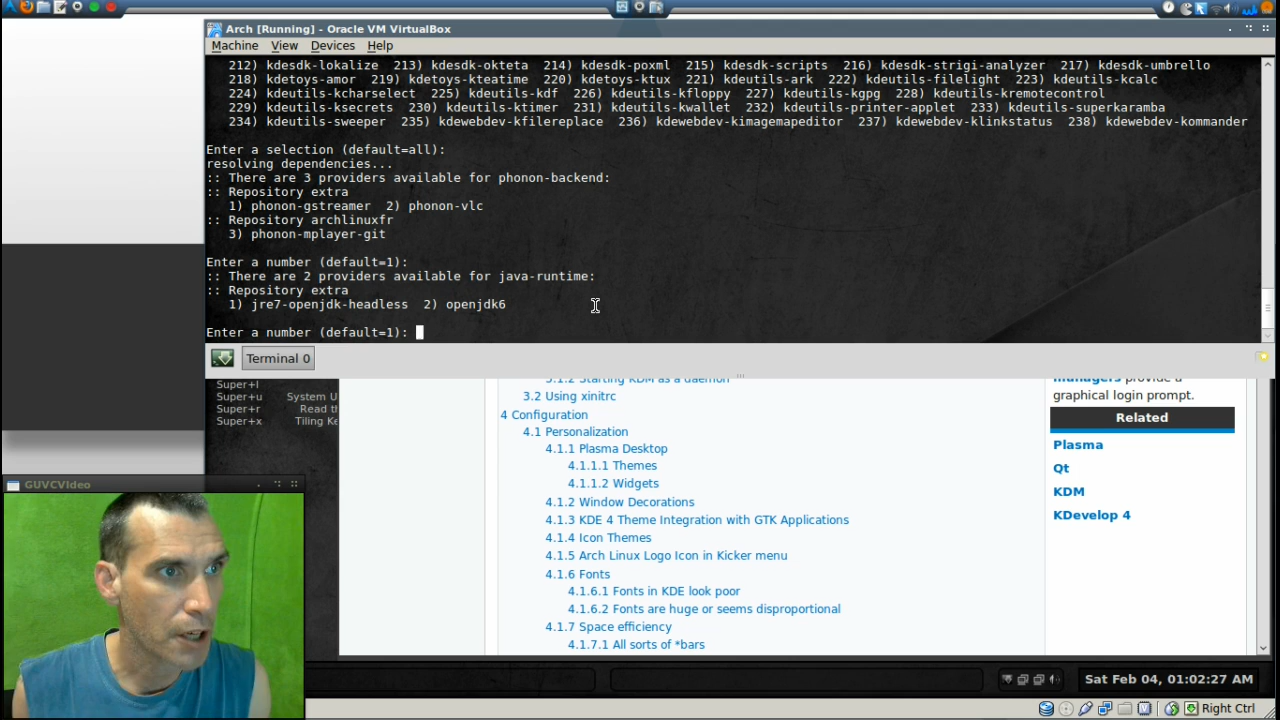 Arch [Running] - Oracle VM VirtualBox
Machine View Devices Help
212) kdesdk-lokalize 213) kdesdk-okteta 214) kdesdk-poxml 215) kdesdk-scripts 216) kdesdk-strigi-analyzer 217) kdesdk-umbrello
218) kdetoys-amor 219) kdetoys-kteatime 220) kdetoys-ktux 221) kdeutils-ark 222) kdeutils-filelight 223) kdeutils-kcalc
224) kdeutils-kcharselect 225) kdeutils-kdf 226) kdeutils-kfloppy 227) kdeutils-kgpg 228) kdeutils-kremotecontrol
229) kdeutils-ksecrets 230) kdeutils-ktimer 231) kdeutils-kwallet 232) kdeutils-printer-applet 233) kdeutils-superkaramba
234) kdeutils-sweeper 235) kdewebdev-kfilereplace 236) kdewebdev-kimagemapeditor 237) kdewebdev-klinkstatus 238) kdewebdev-kommander
Enter a selection (default=all):
resolving dependencies...
:: There are 3 providers available for phonon-backend:
:: Repository extra
1) phonon-gstreamer 2) phonon-vlc
:: Repository archlinuxfr
3) phonon-mplayer-git
Enter a number (default=1):
:: There are 2 providers available for java-runtime:
:: Repository extra
1) jre7-openjdk-headless 2) openjdk6
Enter a number (default=1):
Terminal 0
Super+l
Super+u System U
Super+r Read th
Super+x Tiling Ke
3.1.2 Starting KDM as a daemon
3.2 Using xinitrc
4 Configuration
4.1 Personalization
4.1.1 Plasma Desktop
4.1.1.1 Themes
4.1.1.2 Widgets
4.1.2 Window Decorations
4.1.3 KDE 4 Theme Integration with GTK Applications
4.1.4 Icon Themes
4.1.5 Arch Linux Logo Icon in Kicker menu
4.1.6 Fonts
4.1.6.1 Fonts in KDE look poor
4.1.6.2 Fonts are huge or seems disproportional
4.1.7 Space efficiency
4.1.7.1 All sorts of *bars
managers provide a
graphical login prompt.
Related
Plasma
Qt
KDM
KDevelop 4
GUVCVideo
Sat Feb 04, 01:02:27 AM
Right Ctrl